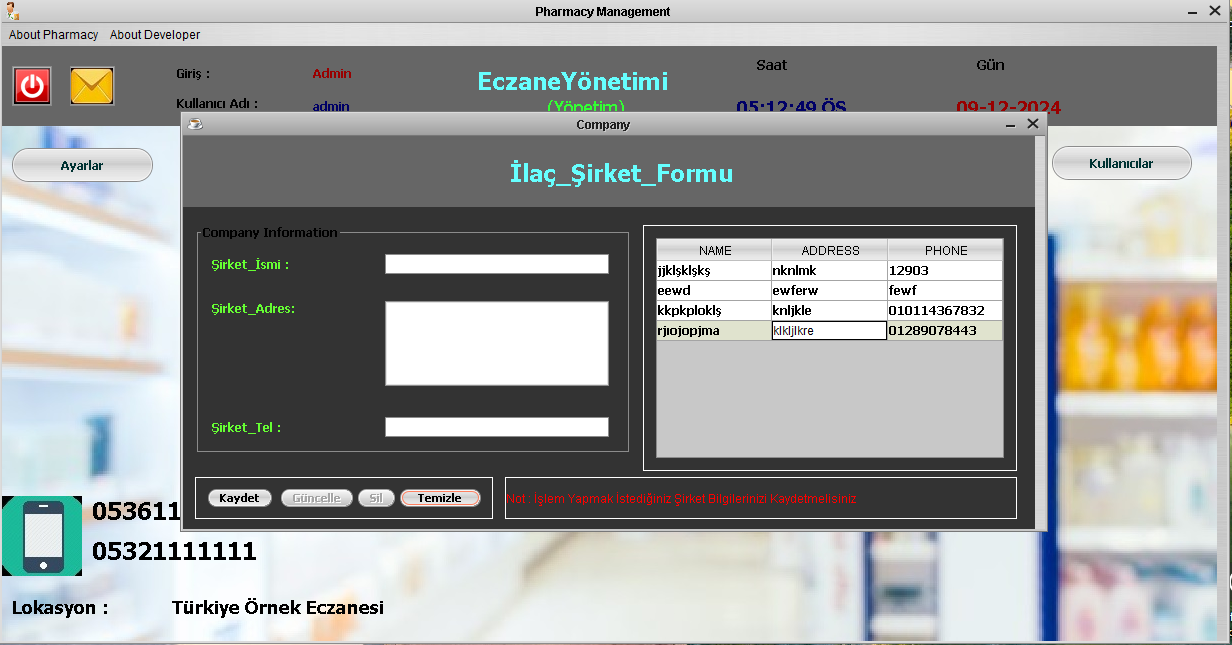 Pharmacy Management
About Pharmacy About Developer
Giriş : Admin
Kullanıcı Adı : admin
EczaneYönetimi
(Yönetim)
Saat
05:12:49 ÖS
Gün
09-12-2024
Ayarlar
Kullanıcılar
Company
İlaç_Şirket_Formu
Company Information
Şirket_İsmi :
Şirket_Adres:
Şirket_Tel :
NAME ADDRESS PHONE
jjklşklşkş nknlmk 12903
eewd ewferw fewf
kkpkploklş knljkle 010114367832
rjıojopjma klkljlkre 01289078443
Kaydet Güncelle Sil Temizle
Not : İşlem Yapmak İstediğiniz Şirket Bilgilerinizi Kaydetmelisiniz
053611
05321111111
Lokasyon : Türkiye Örnek Eczanesi